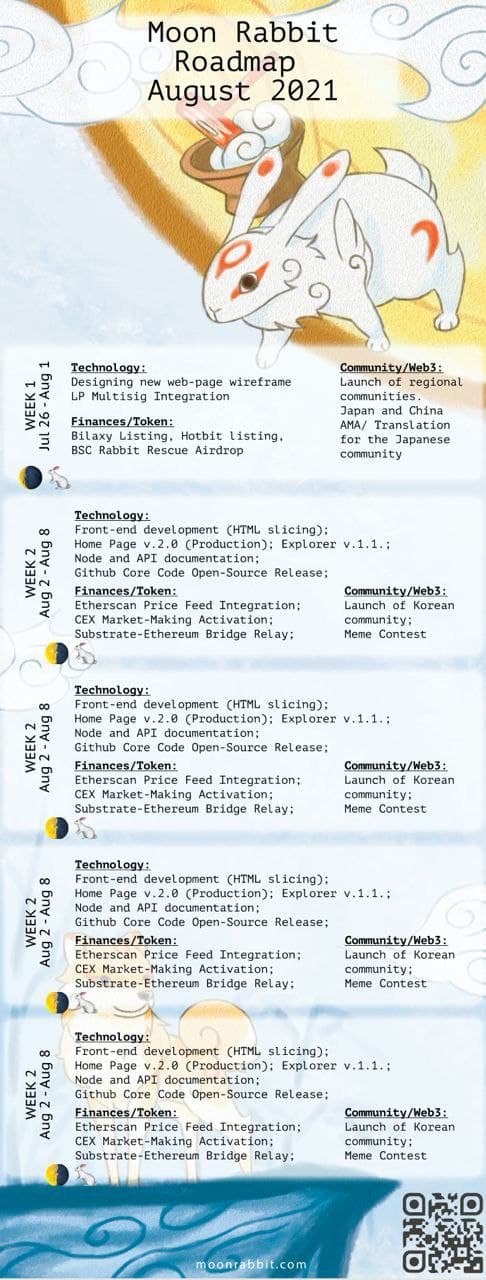 Moon Rabbit
Roadmap
August 2021
WEEK 1
Jul 26 - Aug 1
Technology:
Designing new web-page wireframe
LP Multisig Integration
Finances/Token:
Bilaxy Listing, Hotbit listing,
BSC Rabbit Rescue Airdrop
Community/Web3:
Launch of regional
communities.
Japan and China
AMA/ Translation
for the Japanese
community
WEEK 2
Aug 2 - Aug 8
Technology:
Front-end development (HTML slicing);
Home Page v.2.0 (Production); Explorer v.1.1.;
Node and API documentation;
Github Core Code Open-Source Release;
Finances/Token:
Etherscan Price Feed Integration;
CEX Market-Making Activation;
Substrate-Ethereum Bridge Relay;
Community/Web3:
Launch of Korean
community;
Meme Contest
WEEK 2
Aug 2 - Aug 8
Technology:
Front-end development (HTML slicing);
Home Page v.2.0 (Production); Explorer v.1.1.;
Node and API documentation;
Github Core Code Open-Source Release;
Finances/Token:
Etherscan Price Feed Integration;
CEX Market-Making Activation;
Substrate-Ethereum Bridge Relay;
Community/Web3:
Launch of Korean
community;
Meme Contest
WEEK 2
Aug 2 - Aug 8
Technology:
Front-end development (HTML slicing);
Home Page v.2.0 (Production); Explorer v.1.1.;
Node and API documentation;
Github Core Code Open-Source Release;
Finances/Token:
Etherscan Price Feed Integration;
CEX Market-Making Activation;
Substrate-Ethereum Bridge Relay;
Community/Web3:
Launch of Korean
community;
Meme Contest
WEEK 2
Aug 2 - Aug 8
Technology:
Front-end development (HTML slicing);
Home Page v.2.0 (Production); Explorer v.1.1.;
Node and API documentation;
Github Core Code Open-Source Release;
Finances/Token:
Etherscan Price Feed Integration;
CEX Market-Making Activation;
Substrate-Ethereum Bridge Relay;
Community/Web3:
Launch of Korean
community;
Meme Contest
moonrabbit.com